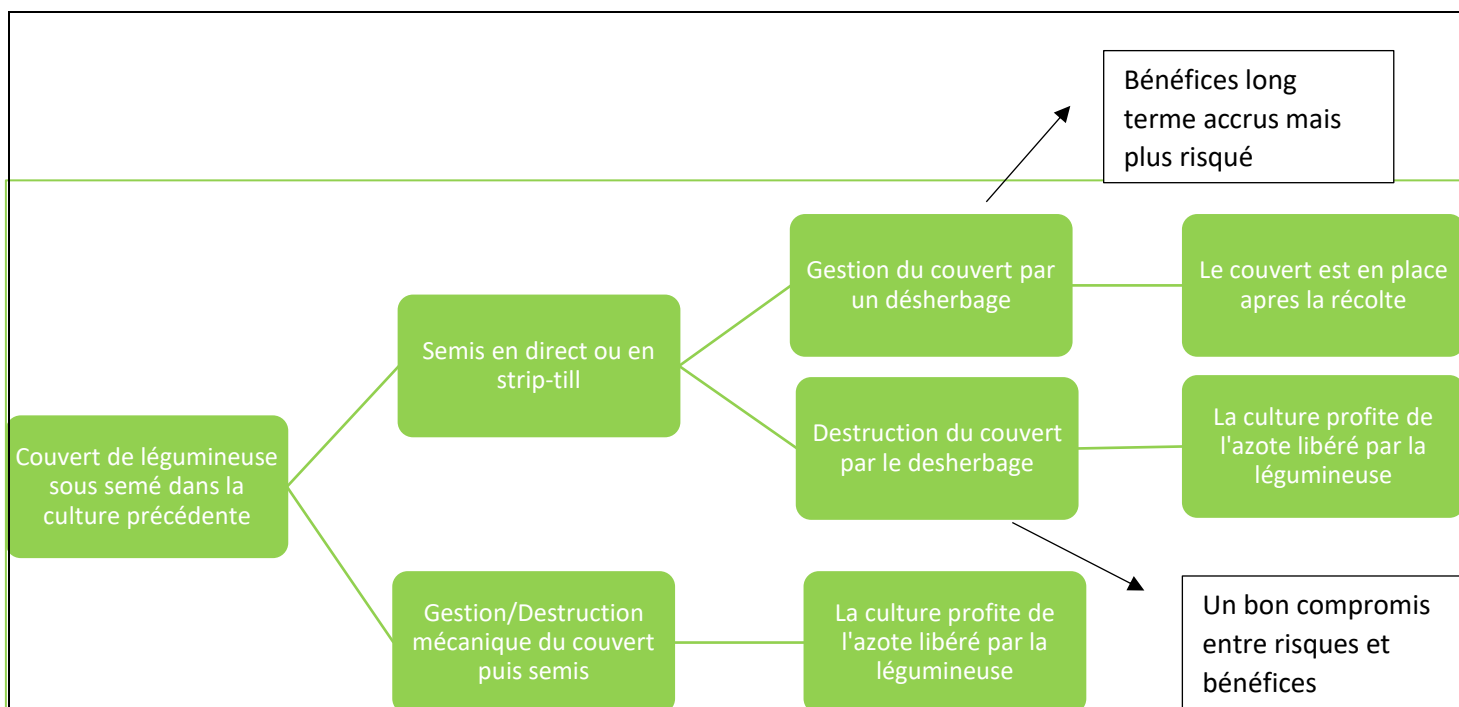 Bénéfices long
terme accrus mais
plus risqué
Gestion du couvert par
un désherbage
Le couvert est en place
apres la récolte
Semis en direct ou en
strip-till
Destruction du couvert
par le desherbage
La culture profite de
l'azote libéré par la
légumineuse
Couvert de légumineuse
sous semé dans la
culture précédente
Gestion/Destruction
mécanique du couvert
puis semis
La culture profite de
l'azote libéré par la
légumineuse
Un bon compromis
entre risques et
bénéfices